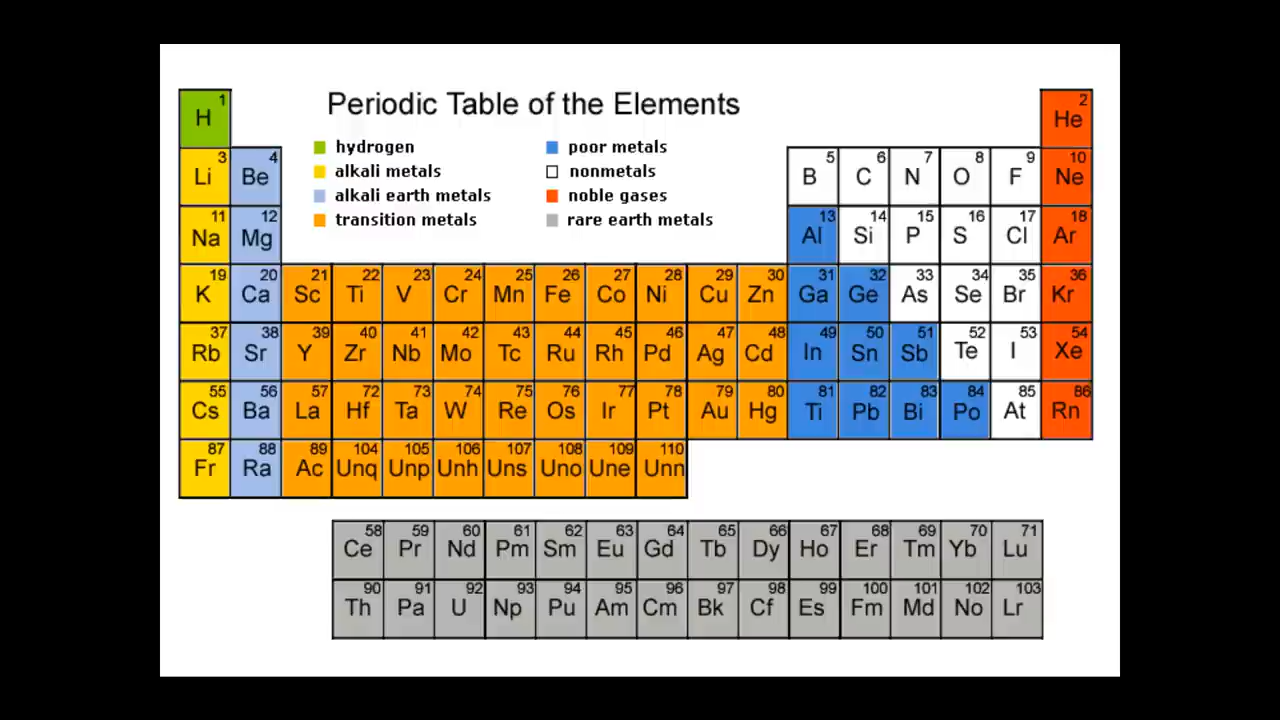 1 2
H He
Periodic Table of the Elements
hydrogen poor metals
alkali metals nonmetals
alkali earth metals noble gases
transition metals rare earth metals
3 4 5 6 7 8 9 10
Li Be B C N O F Ne
11 12 13 14 15 16 17 18
Na Mg Al Si P S Cl Ar
19 20 21 22 23 24 25 26 27 28 29 30 31 32 33 34 35 36
K Ca Sc Ti V Cr Mn Fe Co Ni Cu Zn Ga Ge As Se Br Kr
37 38 39 40 41 42 43 44 45 46 47 48 49 50 51 52 53 54
Rb Sr Y Zr Nb Mo Tc Ru Rh Pd Ag Cd In Sn Sb Te I Xe
55 56 57 72 73 74 75 76 77 78 79 80 81 82 83 84 85 86
Cs Ba La Hf Ta W Re Os Ir Pt Au Hg Ti Pb Bi Po At Rn
87 88 89 104 105 106 107 108 109 110
Fr Ra Ac Unq Unp Unh Uns Uno Une Unn
58 59 60 61 62 63 64 65 66 67 68 69 70 71
Ce Pr Nd Pm Sm Eu Gd Tb Dy Ho Er Tm Yb Lu
90 91 92 93 94 95 96 97 98 99 100 101 102 103
Th Pa U Np Pu Am Cm Bk Cf Es Fm Md No Lr